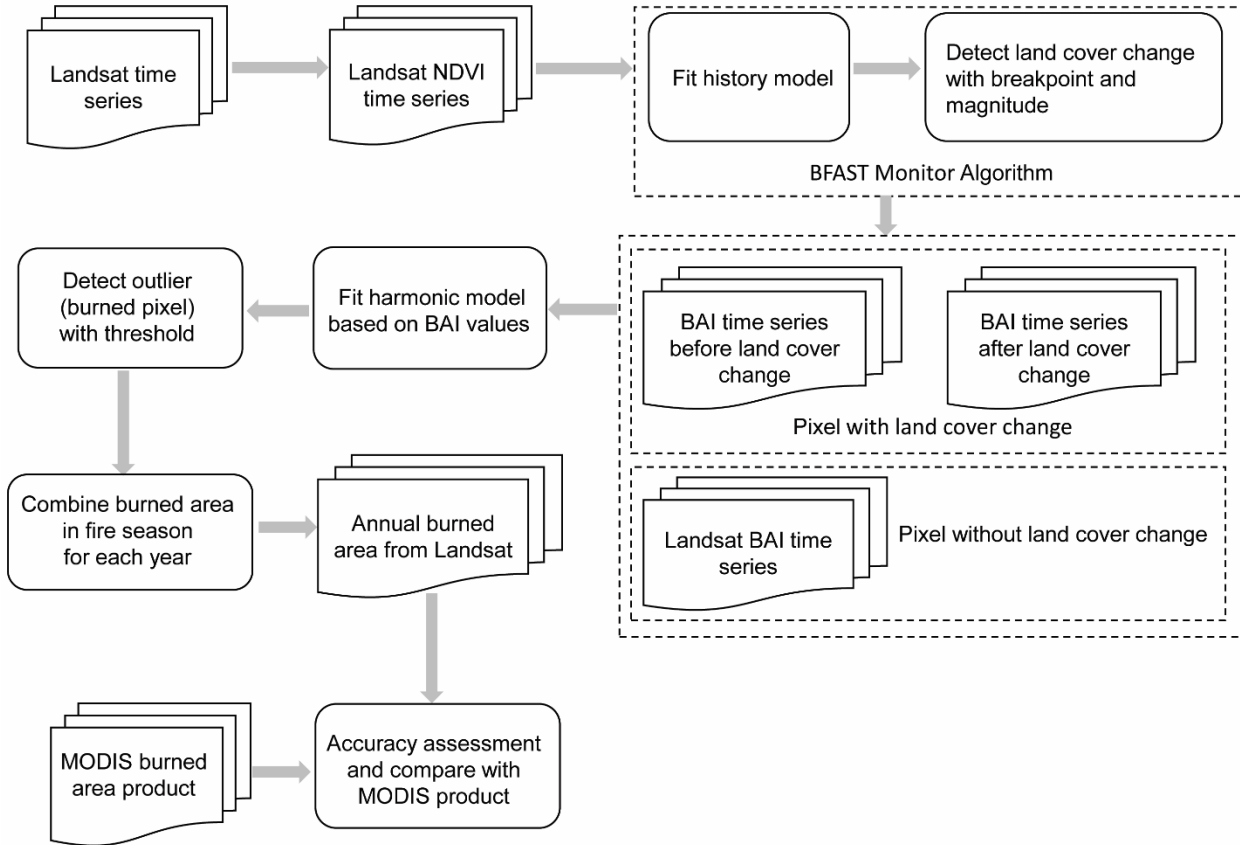 Landsat time
series
Landsat NDVI
time series
Fit history model
Detect land cover change
with breakpoint and
magnitude
BFAST Monitor Algorithm
Detect outlier
(burned pixel)
with threshold
Fit harmonic model
based on BAI values
BAI time series
before land cover
change
BAI time series
after land cover
change
Pixel with land cover change
Combine burned area
in fire season
for each year
Annual burned
area from Landsat
Landsat BAI time
series
Pixel without land cover change
MODIS burned
area product
Accuracy assessment
and compare with
MODIS product